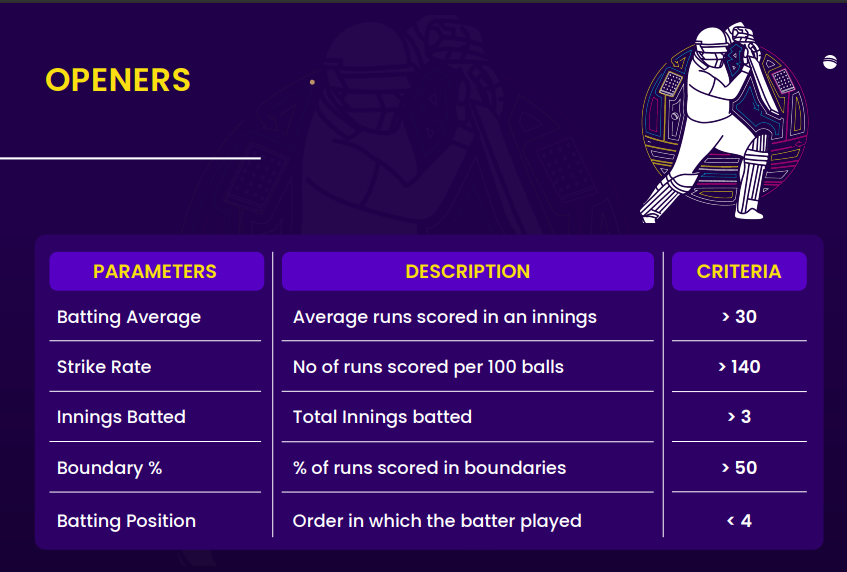 OPENERS
PARAMETERS DESCRIPTION CRITERIA
Batting Average Average runs scored in an innings > 30
Strike Rate No of runs scored per 100 balls > 140
Innings Batted Total Innings batted > 3
Boundary % % of runs scored in boundaries > 50
Batting Position Order in which the batter played < 4